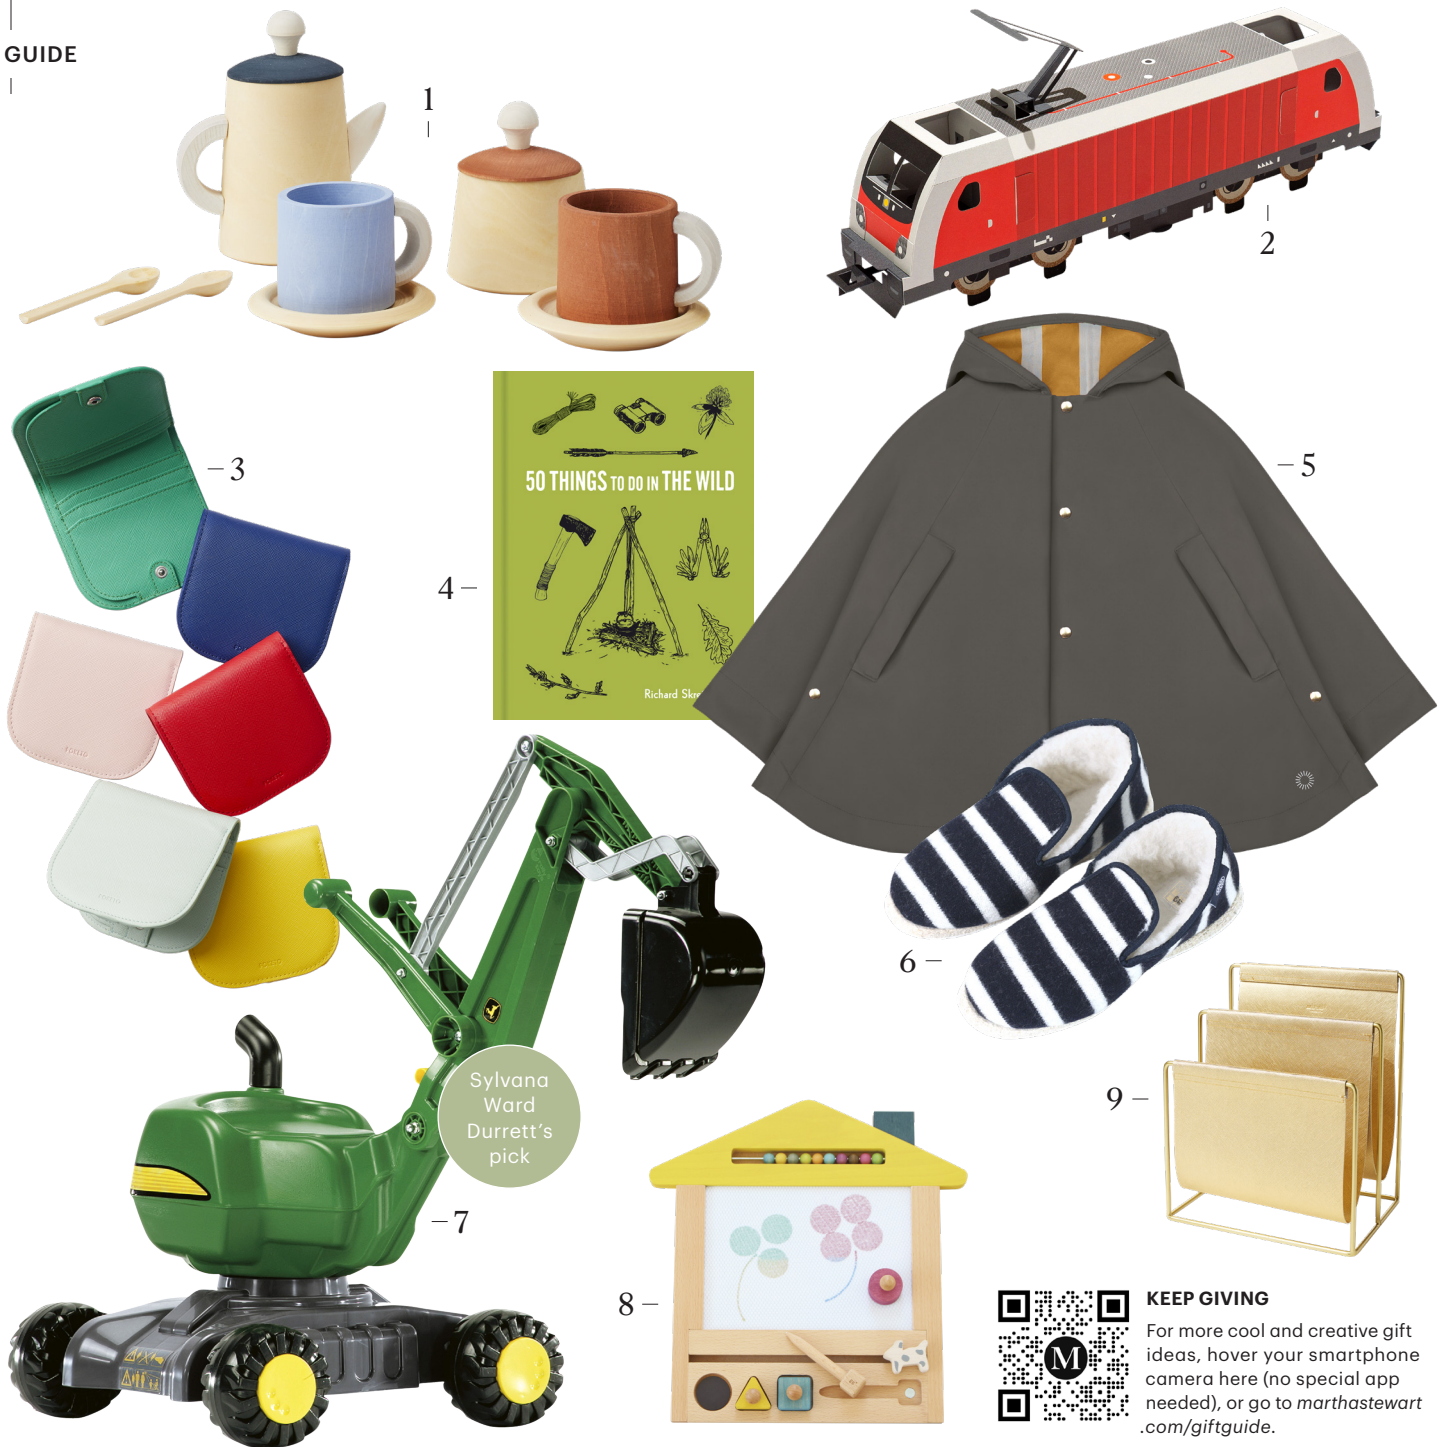 GUIDE
1
2
3
50 THINGS TO DO IN THE WILD
4
5
Richard
6
9
Sylvana
Ward
Durrett's
pick
7
8
M
KEEP GIVING
For more cool and creative gift
ideas, hover your smartphone
camera here (no special app
needed), or go to marthastewart
.com/giftguide.